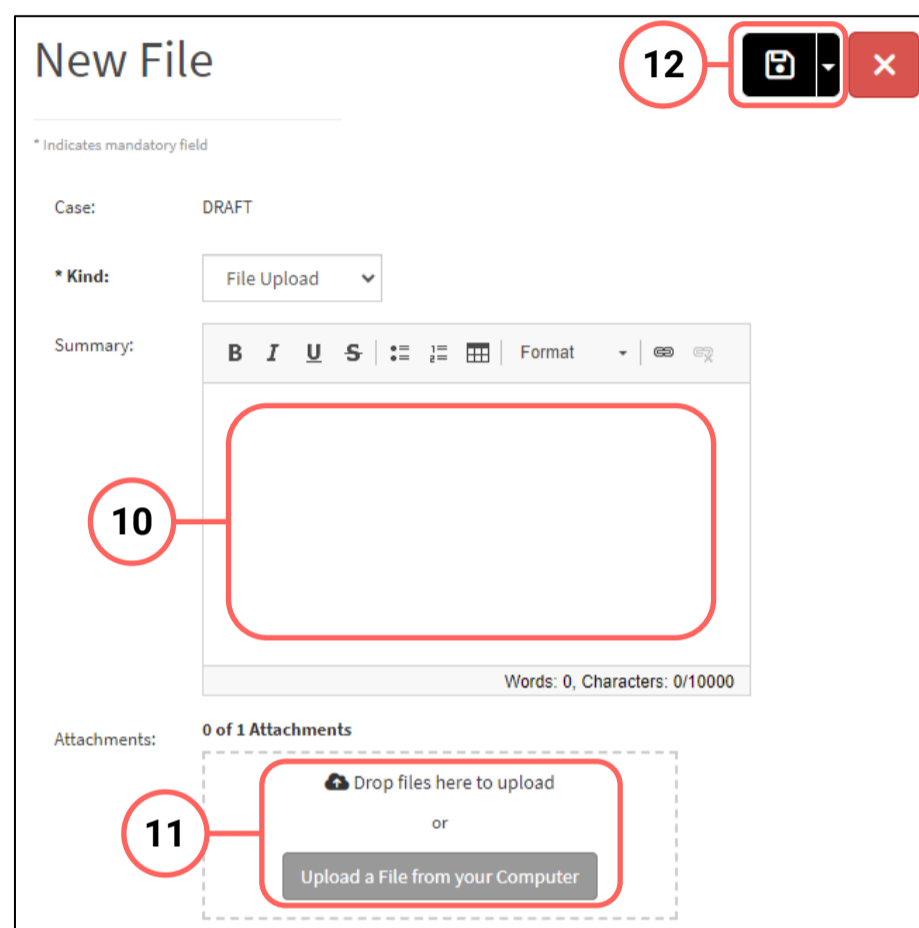 New File
12
* Indicates mandatory field
Case: DRAFT
* Kind: File Upload
Summary: B I U S Format
10
Words: 0, Characters: 0/10000
Attachments: 0 of 1 Attachments
Drop files here to upload
or
11
Upload a File from your Computer